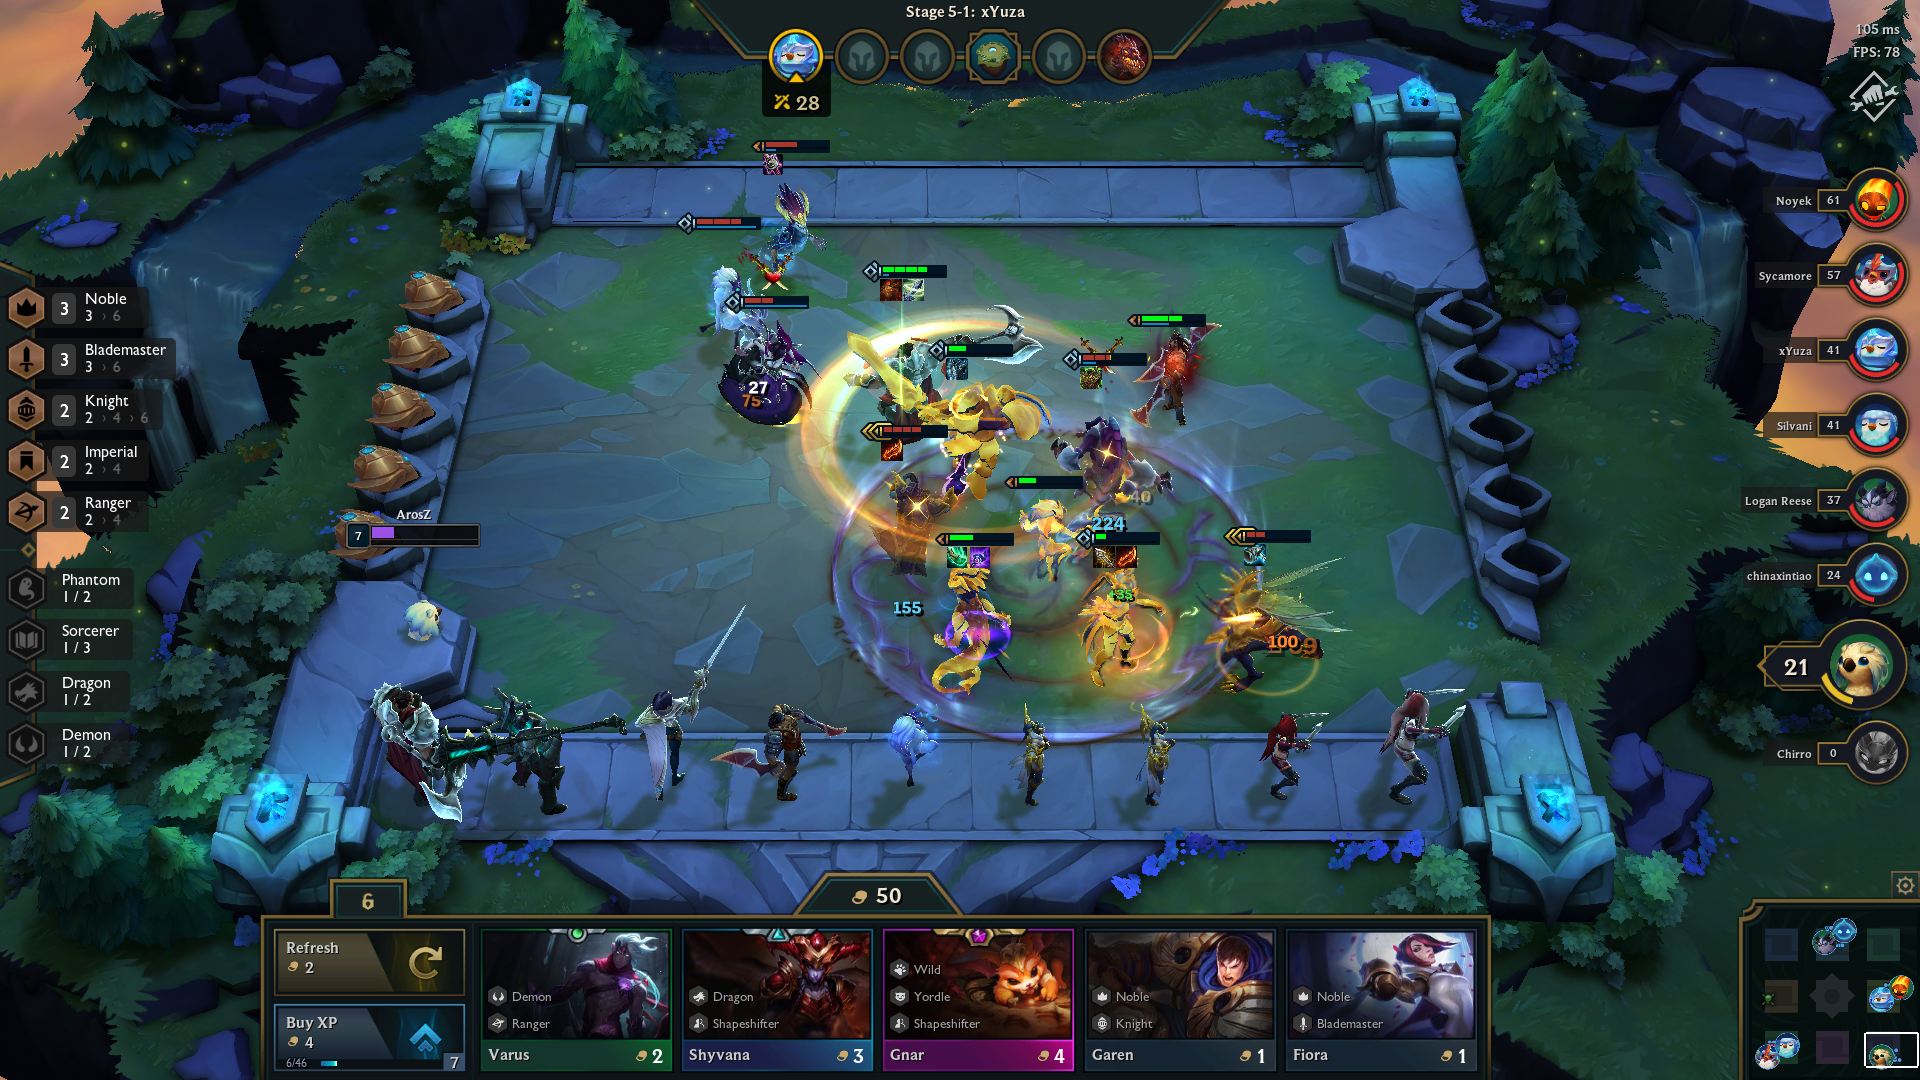 Stage 5-1: xYuza
28
105 ms
FPS: 78
Noyek 61
Sycamore 57
xYuza 41
Silvani 41
Logan Reese 37
chinaxintiao 24
21
Chirro 0
3 Noble
3 › 6
3 Blademaster
3 › 6
2 Knight
2 › 4 › 6
2 Imperial
2 › 4
2 Ranger
2 › 4
Phantom
1 / 2
Sorcerer
1 / 3
Dragon
1 / 2
Demon
1 / 2
ArosZ
7
27
75
40
224
155
435
100
6
50
Refresh
2
Buy XP
4
6/46
7
Demon
Ranger
Varus 2
Dragon
Shapeshifter
Shyvana 3
Wild
Yordle
Shapeshifter
Gnar 4
Noble
Knight
Garen 1
Noble
Blademaster
Fiora 1